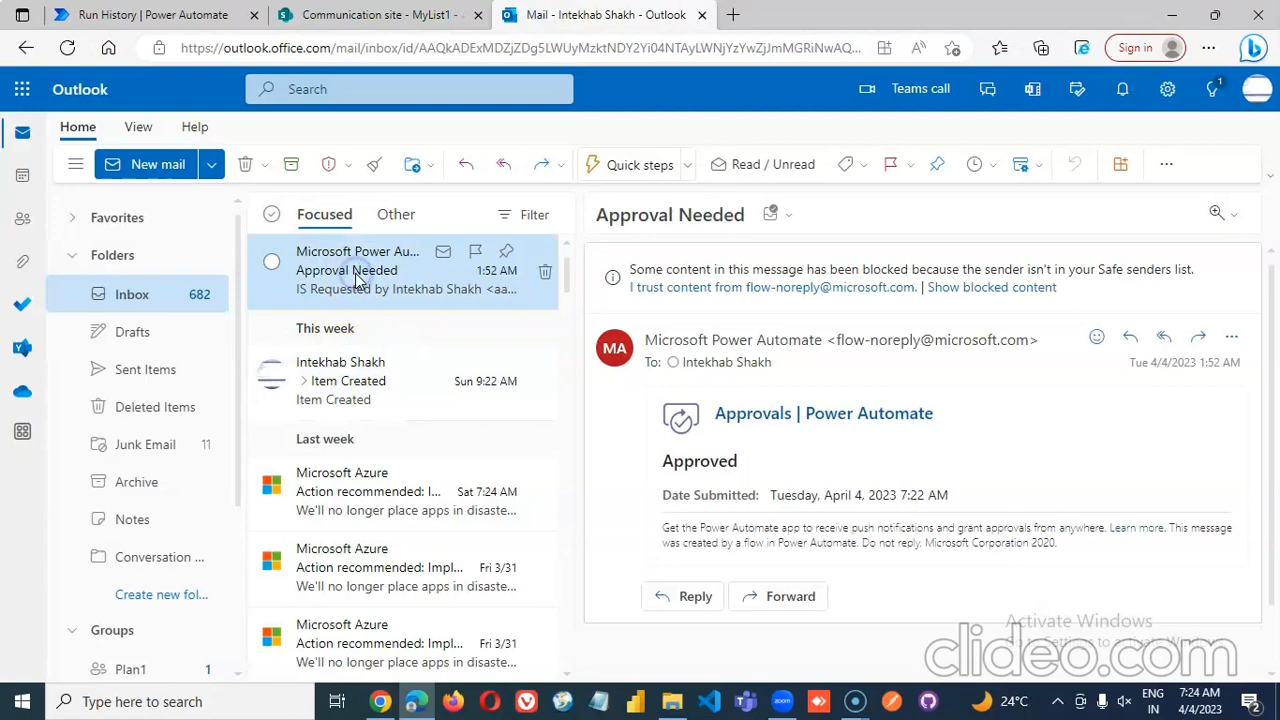 Run History | Power Automate
Communication site - MyList1 -
Mail - Intekhab Shakh - Outlook
https://outlook.office.com/mail/inbox/id/AAQkADExMDZjZDg5LWUyMzktNDY2Yi04NTAyLWNjYzYwZjJmMGRiNwAQ...
Sign in
Outlook
Search
Teams call
1
Home
View
Help
New mail
Quick steps
Read / Unread
Favorites
Folders
Inbox 682
Drafts
Sent Items
Deleted Items
Junk Email 11
Archive
Notes
Conversation ...
Create new fol...
Groups
Plan1 1
Focused
Other
Filter
Microsoft Power Au...
Approval Needed 1:52 AM
IS Requested by Intekhab Shakh <aa...
This week
Intekhab Shakh
> Item Created Sun 9:22 AM
Item Created
Last week
Microsoft Azure
Action recommended: I... Sat 7:24 AM
We'll no longer place apps in disaste...
Microsoft Azure
Action recommended: Impl... Fri 3/31
We'll no longer place apps in disaste...
Microsoft Azure
Action recommended: Impl... Fri 3/31
We'll no longer place apps in disaste...
Approval Needed
Some content in this message has been blocked because the sender isn't in your Safe senders list.
I trust content from flow-noreply@microsoft.com. | Show blocked content
MA
Microsoft Power Automate <flow-noreply@microsoft.com>
To: Intekhab Shakh
Tue 4/4/2023 1:52 AM
Approvals | Power Automate
Approved
Date Submitted: Tuesday, April 4, 2023 7:22 AM
Get the Power Automate app to receive push notifications and grant approvals from anywhere. Learn more. This message
was created by a flow in Power Automate. Do not reply. Microsoft Corporation 2020.
Reply
Forward
Activate Windows
Go to Settings to activate Windows.
clideo.com
Type here to search
zoom
24°C
ENG
IN
7:24 AM
4/4/2023
2